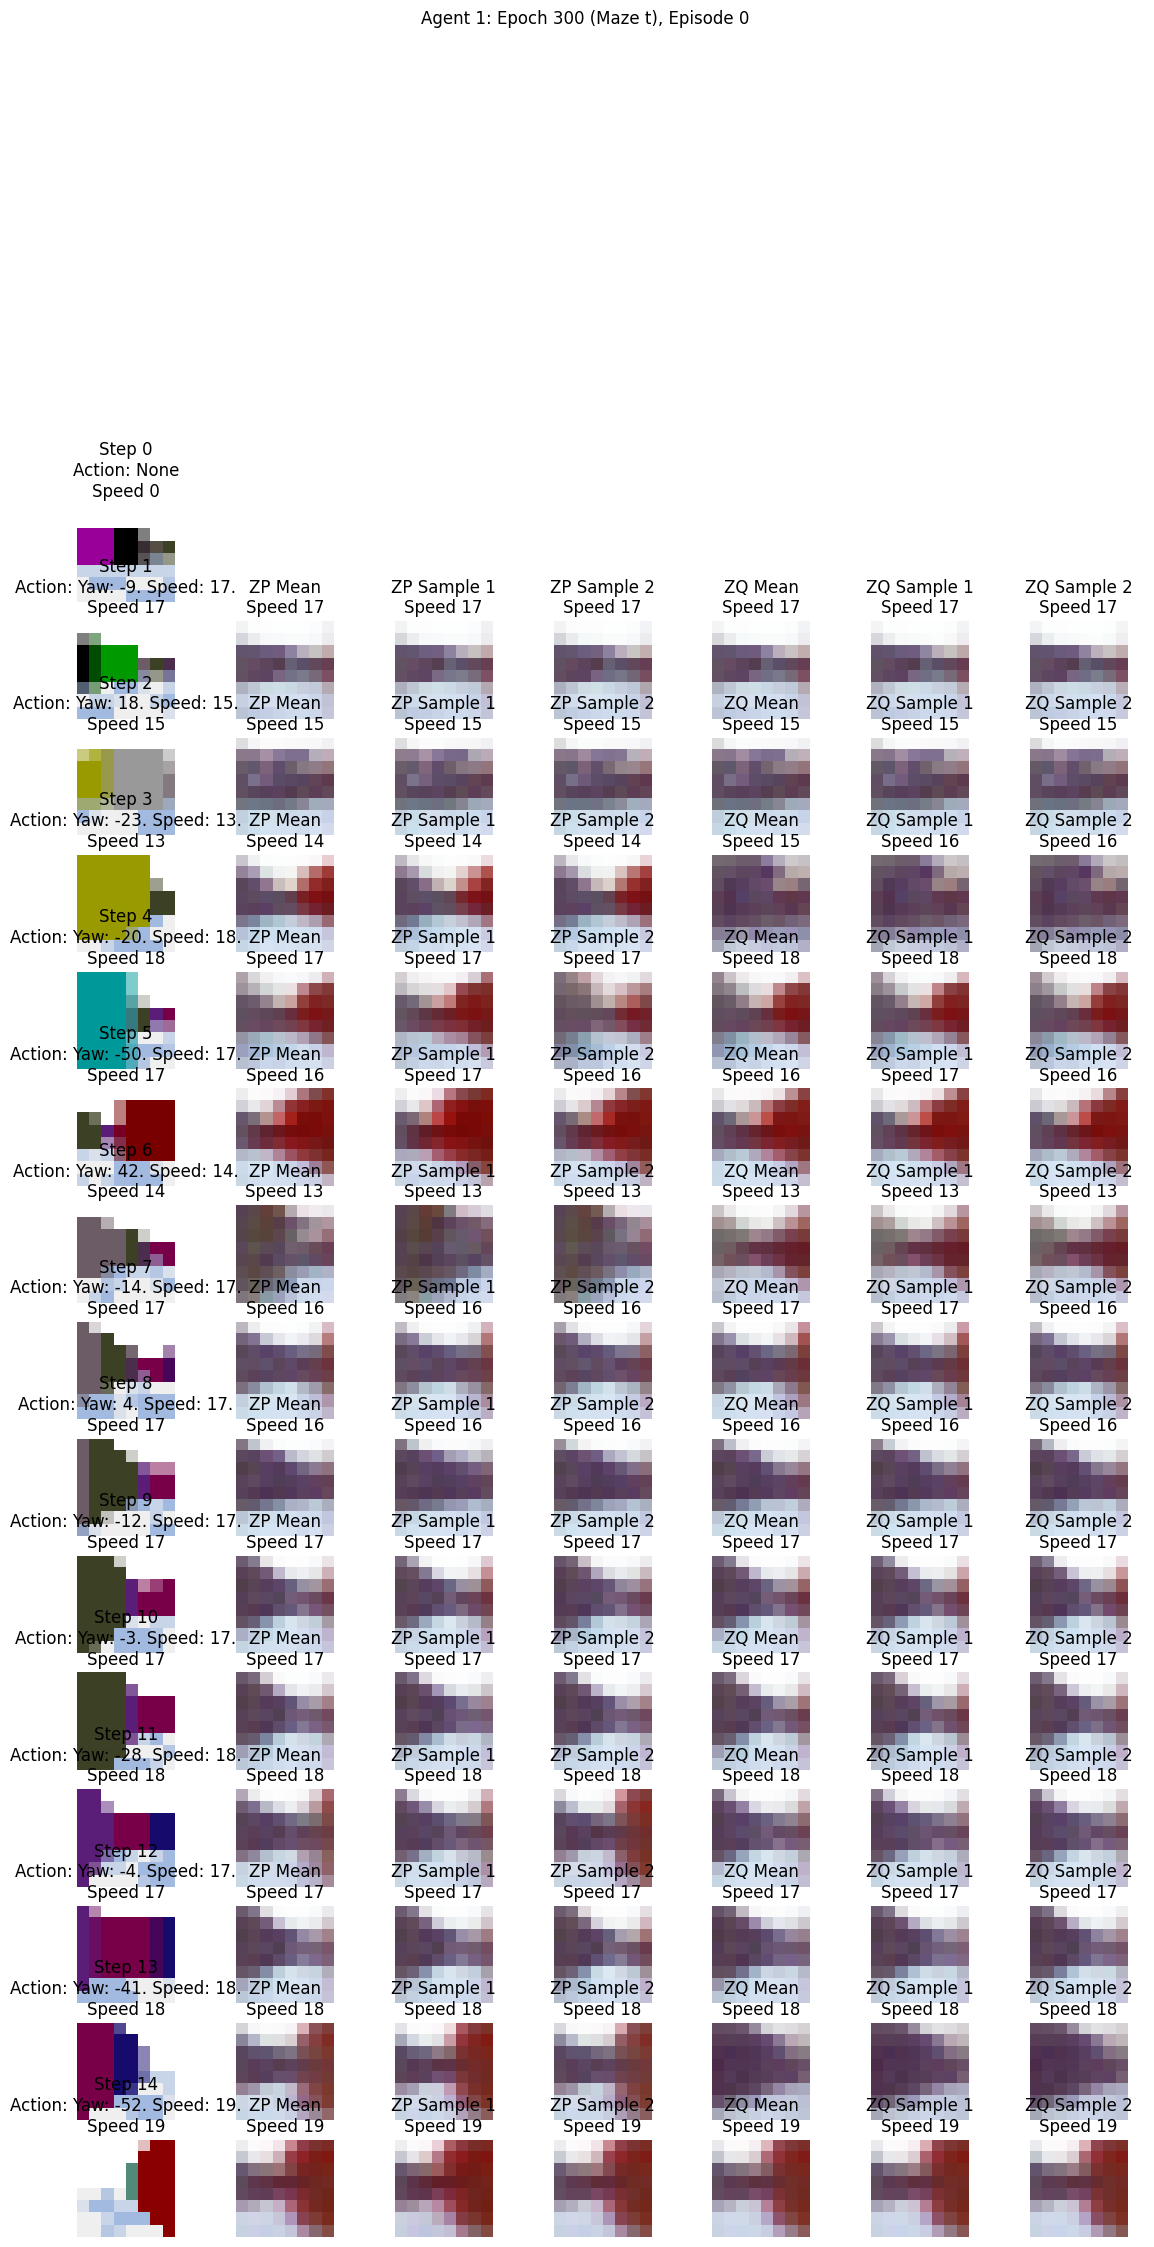 Agent 1: Epoch 300 (Maze t), Episode 0
Step 0
Action: None
Speed 0
Step 1
Action: Yaw: -9. Speed: 17. ZP Mean ZP Sample 1 ZP Sample 2 ZQ Mean ZQ Sample 1 ZQ Sample 2
Speed 17 Speed 17 Speed 17 Speed 17 Speed 17 Speed 17 Speed 17
Step 2
Action: Yaw: 18. Speed: 15. ZP Mean ZP Sample 1 ZP Sample 2 ZQ Mean ZQ Sample 1 ZQ Sample 2
Speed 15 Speed 15 Speed 15 Speed 15 Speed 15 Speed 15 Speed 15
Step 3
Action: Yaw: -23. Speed: 13. ZP Mean ZP Sample 1 ZP Sample 2 ZQ Mean ZQ Sample 1 ZQ Sample 2
Speed 13 Speed 14 Speed 14 Speed 14 Speed 15 Speed 16 Speed 16
Step 4
Action: Yaw: -20. Speed: 18. ZP Mean ZP Sample 1 ZP Sample 2 ZQ Mean ZQ Sample 1 ZQ Sample 2
Speed 18 Speed 17 Speed 17 Speed 17 Speed 18 Speed 18 Speed 18
Step 5
Action: Yaw: -50. Speed: 17. ZP Mean ZP Sample 1 ZP Sample 2 ZQ Mean ZQ Sample 1 ZQ Sample 2
Speed 17 Speed 16 Speed 17 Speed 16 Speed 16 Speed 17 Speed 16
Step 6
Action: Yaw: 42. Speed: 14. ZP Mean ZP Sample 1 ZP Sample 2 ZQ Mean ZQ Sample 1 ZQ Sample 2
Speed 14 Speed 13 Speed 13 Speed 13 Speed 13 Speed 13 Speed 13
Step 7
Action: Yaw: -14. Speed: 17. ZP Mean ZP Sample 1 ZP Sample 2 ZQ Mean ZQ Sample 1 ZQ Sample 2
Speed 17 Speed 16 Speed 16 Speed 16 Speed 17 Speed 17 Speed 16
Step 8
Action: Yaw: 4. Speed: 17. ZP Mean ZP Sample 1 ZP Sample 2 ZQ Mean ZQ Sample 1 ZQ Sample 2
Speed 17 Speed 16 Speed 16 Speed 16 Speed 16 Speed 16 Speed 16
Step 9
Action: Yaw: -12. Speed: 17. ZP Mean ZP Sample 1 ZP Sample 2 ZQ Mean ZQ Sample 1 ZQ Sample 2
Speed 17 Speed 17 Speed 17 Speed 17 Speed 17 Speed 17 Speed 17
Step 10
Action: Yaw: -3. Speed: 17. ZP Mean ZP Sample 1 ZP Sample 2 ZQ Mean ZQ Sample 1 ZQ Sample 2
Speed 17 Speed 17 Speed 17 Speed 17 Speed 17 Speed 17 Speed 17
Step 11
Action: Yaw: -28. Speed: 18. ZP Mean ZP Sample 1 ZP Sample 2 ZQ Mean ZQ Sample 1 ZQ Sample 2
Speed 18 Speed 18 Speed 18 Speed 18 Speed 18 Speed 18 Speed 18
Step 12
Action: Yaw: -4. Speed: 17. ZP Mean ZP Sample 1 ZP Sample 2 ZQ Mean ZQ Sample 1 ZQ Sample 2
Speed 17 Speed 17 Speed 17 Speed 17 Speed 17 Speed 17 Speed 17
Step 13
Action: Yaw: -41. Speed: 18. ZP Mean ZP Sample 1 ZP Sample 2 ZQ Mean ZQ Sample 1 ZQ Sample 2
Speed 18 Speed 18 Speed 18 Speed 18 Speed 18 Speed 18 Speed 18
Step 14
Action: Yaw: -52. Speed: 19. ZP Mean ZP Sample 1 ZP Sample 2 ZQ Mean ZQ Sample 1 ZQ Sample 2
Speed 19 Speed 19 Speed 19 Speed 19 Speed 19 Speed 19 Speed 19